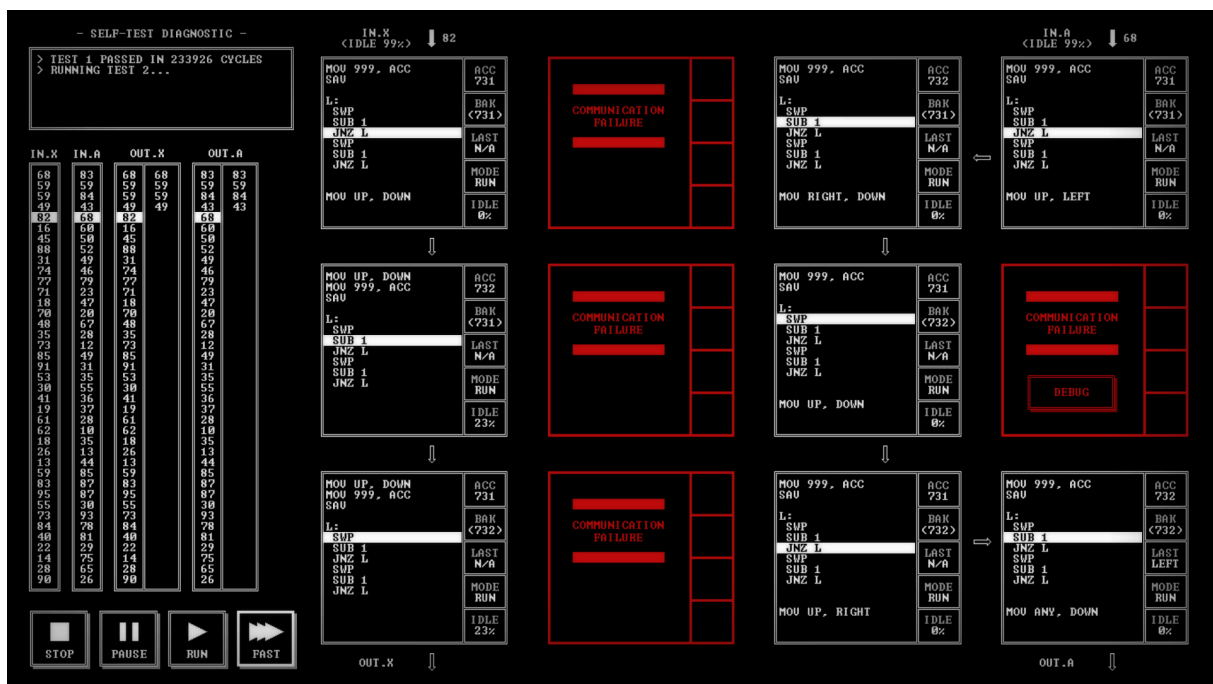 - SELF-TEST DIAGNOSTIC -
> TEST 1 PASSED IN 233926 CYCLES
> RUNNING TEST 2...
IN.X IN.A OUT.X OUT.A
68 83 68 68 83 83
59 59 59 59 59 59
59 84 59 59 84 84
49 43 49 49 43 43
82 68 82 68
16 60 16 60
45 50 45 50
88 52 88 52
31 49 31 49
74 46 74 46
77 79 77 79
71 23 71 23
18 47 18 47
70 20 70 20
48 67 48 67
35 28 35 28
73 12 73 12
85 49 85 49
91 31 91 31
53 35 53 35
30 55 30 55
41 36 41 36
19 37 19 37
61 28 61 28
62 10 62 10
18 35 18 35
26 13 26 13
13 44 13 44
59 85 59 85
83 87 83 87
95 87 95 87
55 30 55 30
73 93 73 93
84 78 84 78
40 81 40 81
22 29 22 29
14 75 14 75
28 65 28 65
90 26 90 26
STOP
PAUSE
RUN
FAST
IN.X
(IDLE 99%)
82
MOV 999, ACC
SAV
L:
SWP
SUB 1
JNZ L
SWP
SUB 1
JNZ L
MOV UP, DOWN
ACC
731
BAK
(731)
LAST
N/A
MODE
RUN
IDLE
0%
COMMUNICATION
FAILURE
MOV 999, ACC
SAV
L:
SWP
SUB 1
JNZ L
SWP
SUB 1
JNZ L
MOV RIGHT, DOWN
ACC
732
BAK
(731)
LAST
N/A
MODE
RUN
IDLE
0%
IN.A
(IDLE 99%)
68
MOV 999, ACC
SAV
L:
SWP
SUB 1
JNZ L
SWP
SUB 1
JNZ L
MOV UP, LEFT
ACC
731
BAK
(731)
LAST
N/A
MODE
RUN
IDLE
0%
MOV UP, DOWN
MOV 999, ACC
SAV
L:
SWP
SUB 1
JNZ L
SWP
SUB 1
JNZ L
ACC
732
BAK
(731)
LAST
N/A
MODE
RUN
IDLE
23%
COMMUNICATION
FAILURE
MOV 999, ACC
SAV
L:
SWP
SUB 1
JNZ L
SWP
SUB 1
JNZ L
MOV UP, DOWN
ACC
731
BAK
(732)
LAST
N/A
MODE
RUN
IDLE
0%
COMMUNICATION
FAILURE
DEBUG
MOV UP, DOWN
MOV 999, ACC
SAV
L:
SWP
SUB 1
JNZ L
SWP
SUB 1
JNZ L
ACC
731
BAK
(732)
LAST
N/A
MODE
RUN
IDLE
23%
COMMUNICATION
FAILURE
MOV 999, ACC
SAV
L:
SWP
SUB 1
JNZ L
SWP
SUB 1
JNZ L
MOV UP, RIGHT
ACC
731
BAK
(732)
LAST
N/A
MODE
RUN
IDLE
0%
MOV 999, ACC
SAV
L:
SWP
SUB 1
JNZ L
SWP
SUB 1
JNZ L
MOV ANY, DOWN
ACC
732
BAK
(732)
LAST
LEFT
MODE
RUN
IDLE
0%
OUT.X
OUT.A